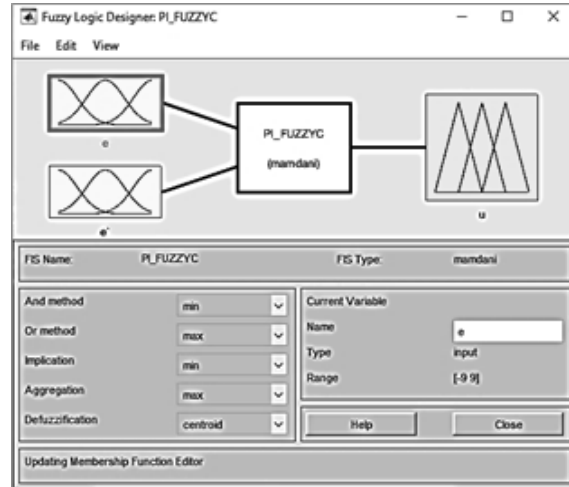 Fuzzy Logic Designer: PI_FUZZYC
File Edit View
e
PI_FUZZYC
(mamdani)
e'
u
FIS Name: PI_FUZZYC FIS Type: mamdani
And method min
Or method max
Implication min
Aggregation max
Defuzzification centroid
Current Variable
Name e
Type input
Range [-9 9]
Help Close
Updating Membership Function Editor